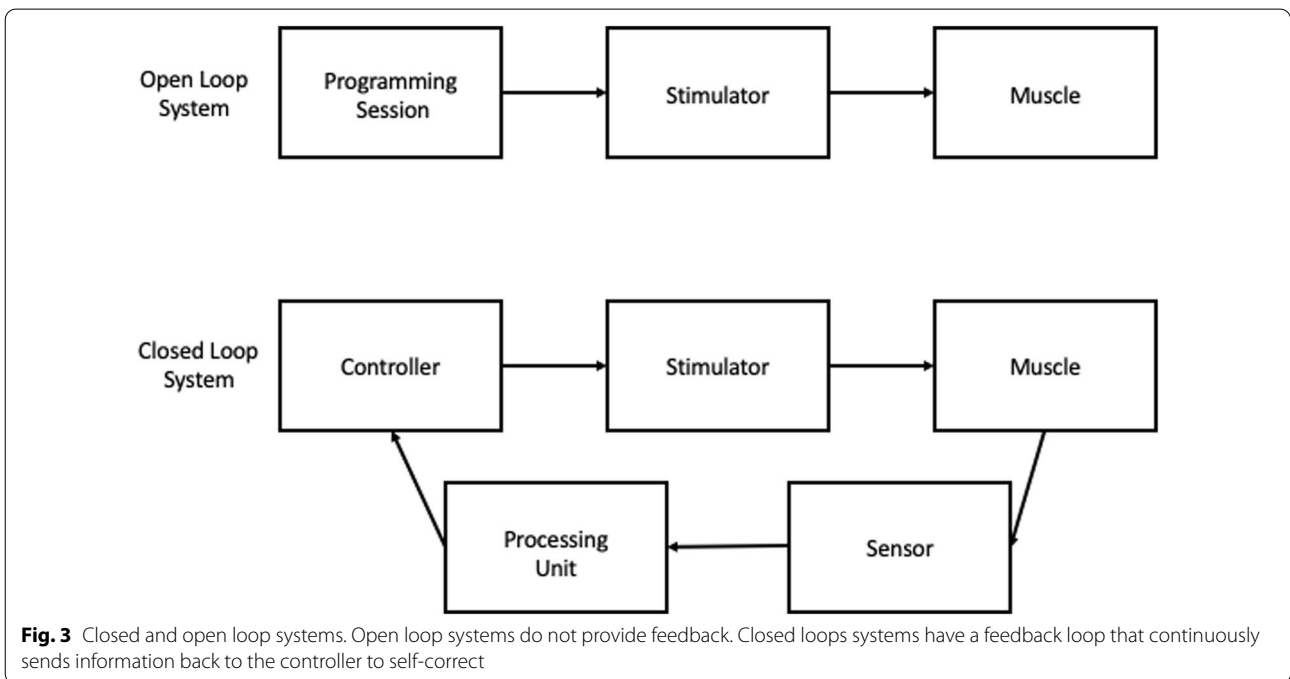 Open Loop
System
Programming
Session
Stimulator
Muscle
Closed Loop
System
Controller
Stimulator
Muscle
Processing
Unit
Sensor
Fig. 3 Closed and open loop systems. Open loop systems do not provide feedback. Closed loops systems have a feedback loop that continuously
sends information back to the controller to self-correct